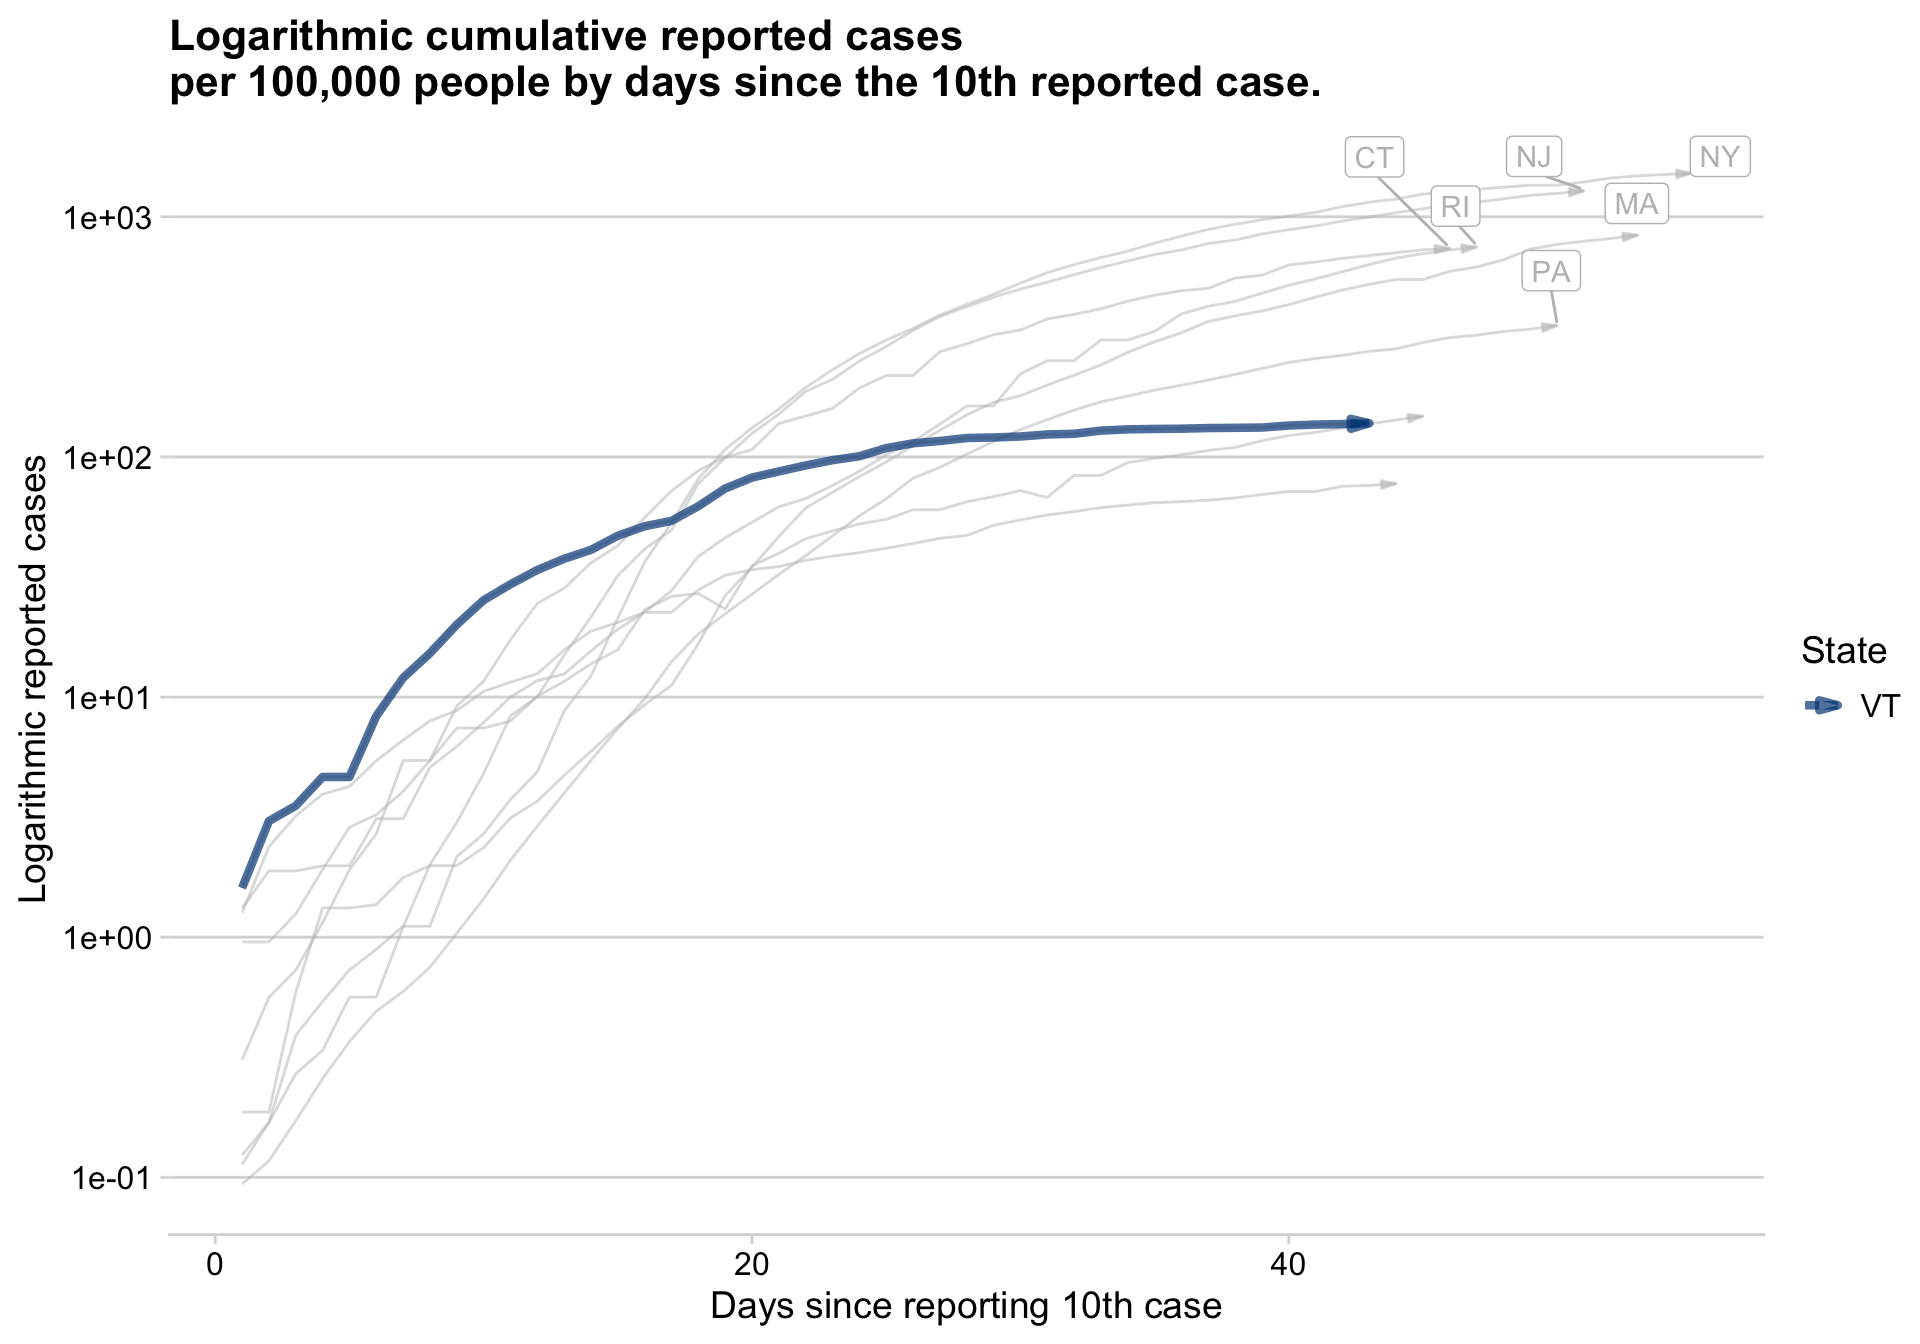 Logarithmic cumulative reported cases
per 100,000 people by days since the 10th reported case.
CT
NJ
NY
RI
MA
PA
1e+03
1e+02
1e+01
1e+00
1e-01
Logarithmic reported cases
State
VT
0
20
40
Days since reporting 10th case